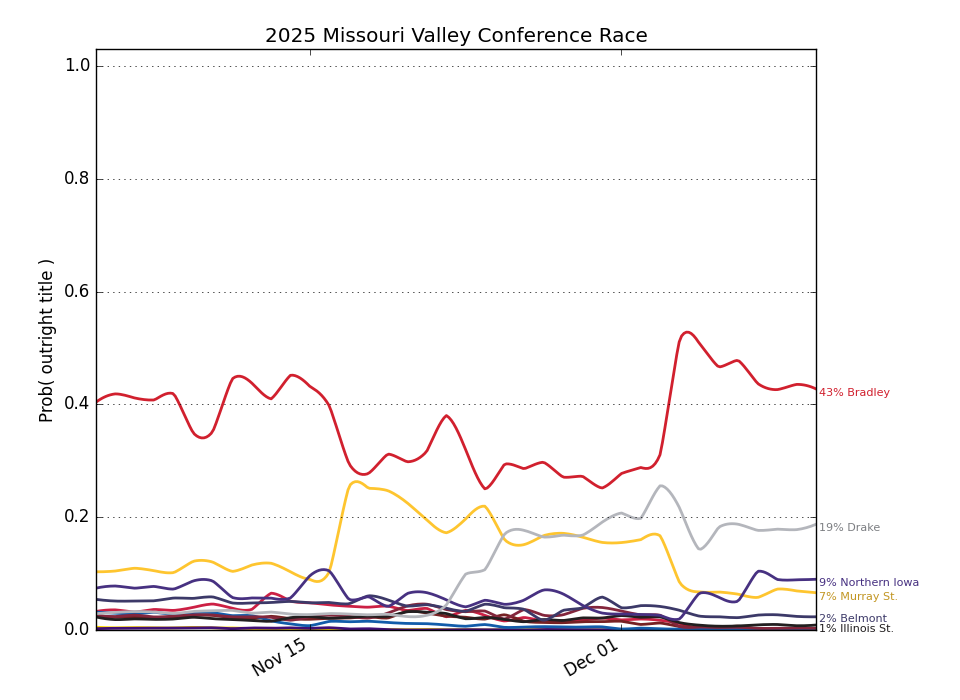 2025 Missouri Valley Conference Race
Prob( outright title )
1.0
0.8
0.6
0.4
0.2
0.0
Nov 15
Dec 01
43% Bradley
19% Drake
9% Northern Iowa
7% Murray St.
2% Belmont
1% Illinois St.